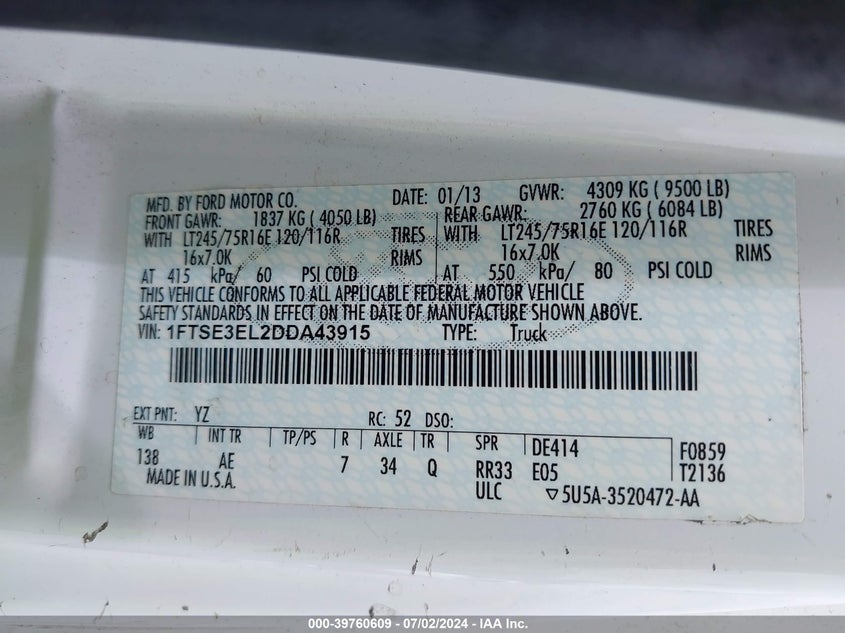 MFD. BY FORD MOTOR CO. DATE: 01/13 GVWR: 4309 KG ( 9500 LB)
FRONT GAWR: 1837 KG ( 4050 LB) REAR GAWR: 2760 KG ( 6084 LB)
WITH LT245/75R16E 120/116R TIRES WITH LT245/75R16E 120/116R TIRES
16x7.0K RIMS 16x7.0K RIMS
AT 415 kPa/ 60 PSI COLD AT 550 kPa/ 80 PSI COLD
THIS VEHICLE CONFORMS TO ALL APPLICABLE FEDERAL MOTOR VEHICLE
SAFETY STANDARDS IN EFFECT ON THE DATE OF MANUFACTURE SHOWN ABOVE.
VIN: 1FTSE3EL2DDA43915 TYPE: Truck
EXT PNT: YZ RC: 52 DSO:
WB INT TR TP/PS R AXLE TR SPR DE414 F0859
138 AE 7 34 Q RR33 E05 T2136
MADE IN U.S.A. ULC ▽5U5A-3520472-AA
000-39760609 - 07/02/2024 - IAA Inc.